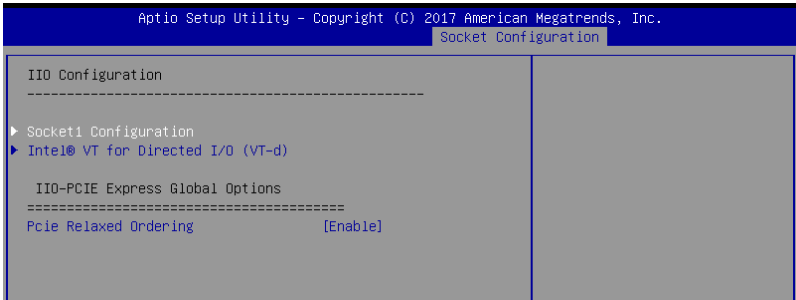 Aptio Setup Utility – Copyright (C) 2017 American Megatrends, Inc.
Socket Configuration
IIO Configuration
--------------------------------------------------
Socket1 Configuration
Intel® VT for Directed I/O (VT-d)
IIO-PCIE Express Global Options
========================================
Pcie Relaxed Ordering [Enable]